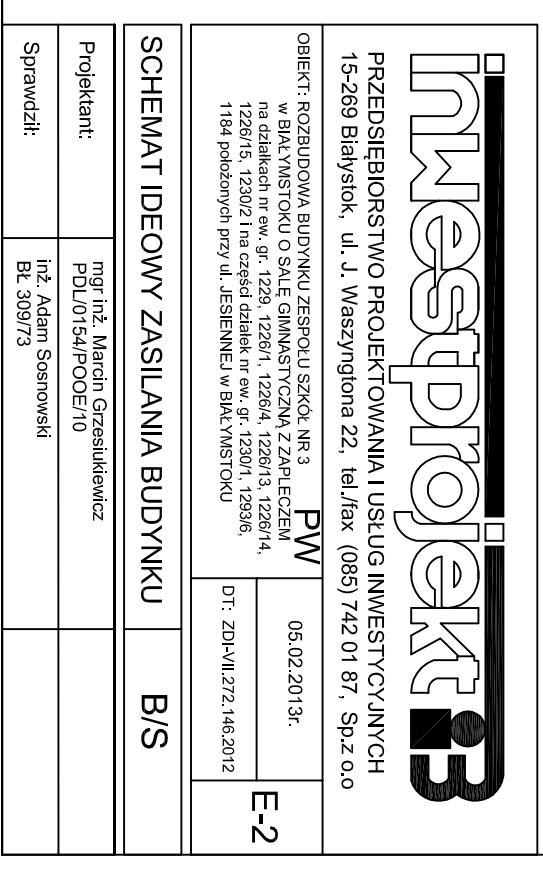 inwestprojekt iB
PRZEDSIĘBIORSTWO PROJEKTOWANIA I USŁUG INWESTYCYJNYCH
15-269 Białystok, ul. J. Waszyngtona 22, tel./fax (085) 742 01 87, Sp.z o.o
OBIEKT: ROZBUDOWA BUDYNKU ZESPOŁU SZKÓŁ NR 3
w BIAŁYMSTOKU O SALĘ GIMNASTYCZNĄ Z ZAPLECZEM
na działkach nr ew. gr. 1229, 1226/1, 1226/4, 1226/13, 1226/14,
1226/15, 1230/2 i na części działek nr ew. gr. 1230/1, 1293/6,
1184 położonych przy ul. JESIENNEJ w BIAŁYMSTOKU
PW
05.02.2013r.
DT: ZDI-VII.272.146.2012
E-2
SCHEMAT IDEOWY ZASILANIA BUDYNKU
B/S
Projektant:
mgr inż. Marcin Grzesiukiewicz
PDL/0154/POOE/10
Sprawdził:
inż. Adam Sosnowski
BŁ 309/73